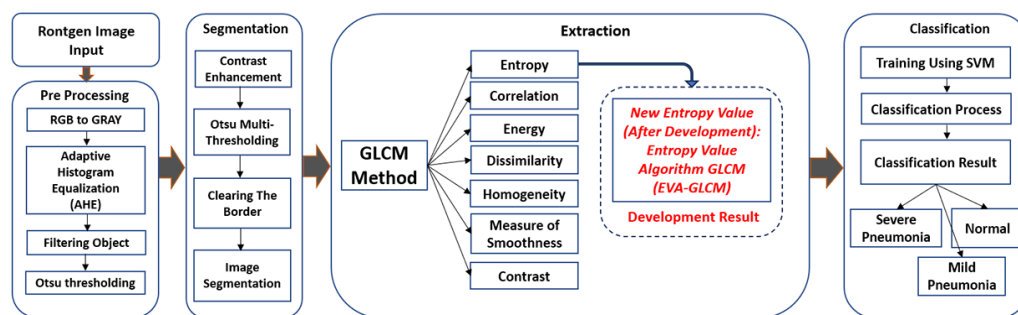 Rontgen Image
Input
Pre Processing
RGB to GRAY
Adaptive
Histogram
Equalization
(AHE)
Filtering Object
Otsu thresholding
Segmentation
Contrast
Enhancement
Otsu Multi-
Thresholding
Clearing The
Border
Image
Segmentation
Extraction
GLCM
Method
Entropy
Correlation
Energy
Dissimilarity
Homogeneity
Measure of
Smoothness
Contrast
New Entropy Value
(After Development):
Entropy Value
Algorithm GLCM
(EVA-GLCM)
Development Result
Classification
Training Using SVM
Classification Process
Classification Result
Severe
Pneumonia
Normal
Mild
Pneumonia